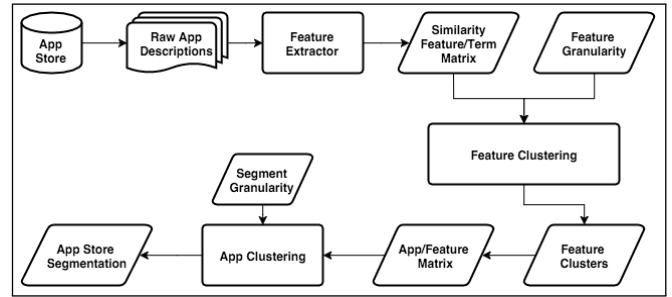 App
Store
Raw App
Descriptions
Feature
Extractor
Similarity
Feature/Term
Matrix
Feature
Granularity
Feature Clustering
Segment
Granularity
App Store
Segmentation
App Clustering
App/Feature
Matrix
Feature
Clusters